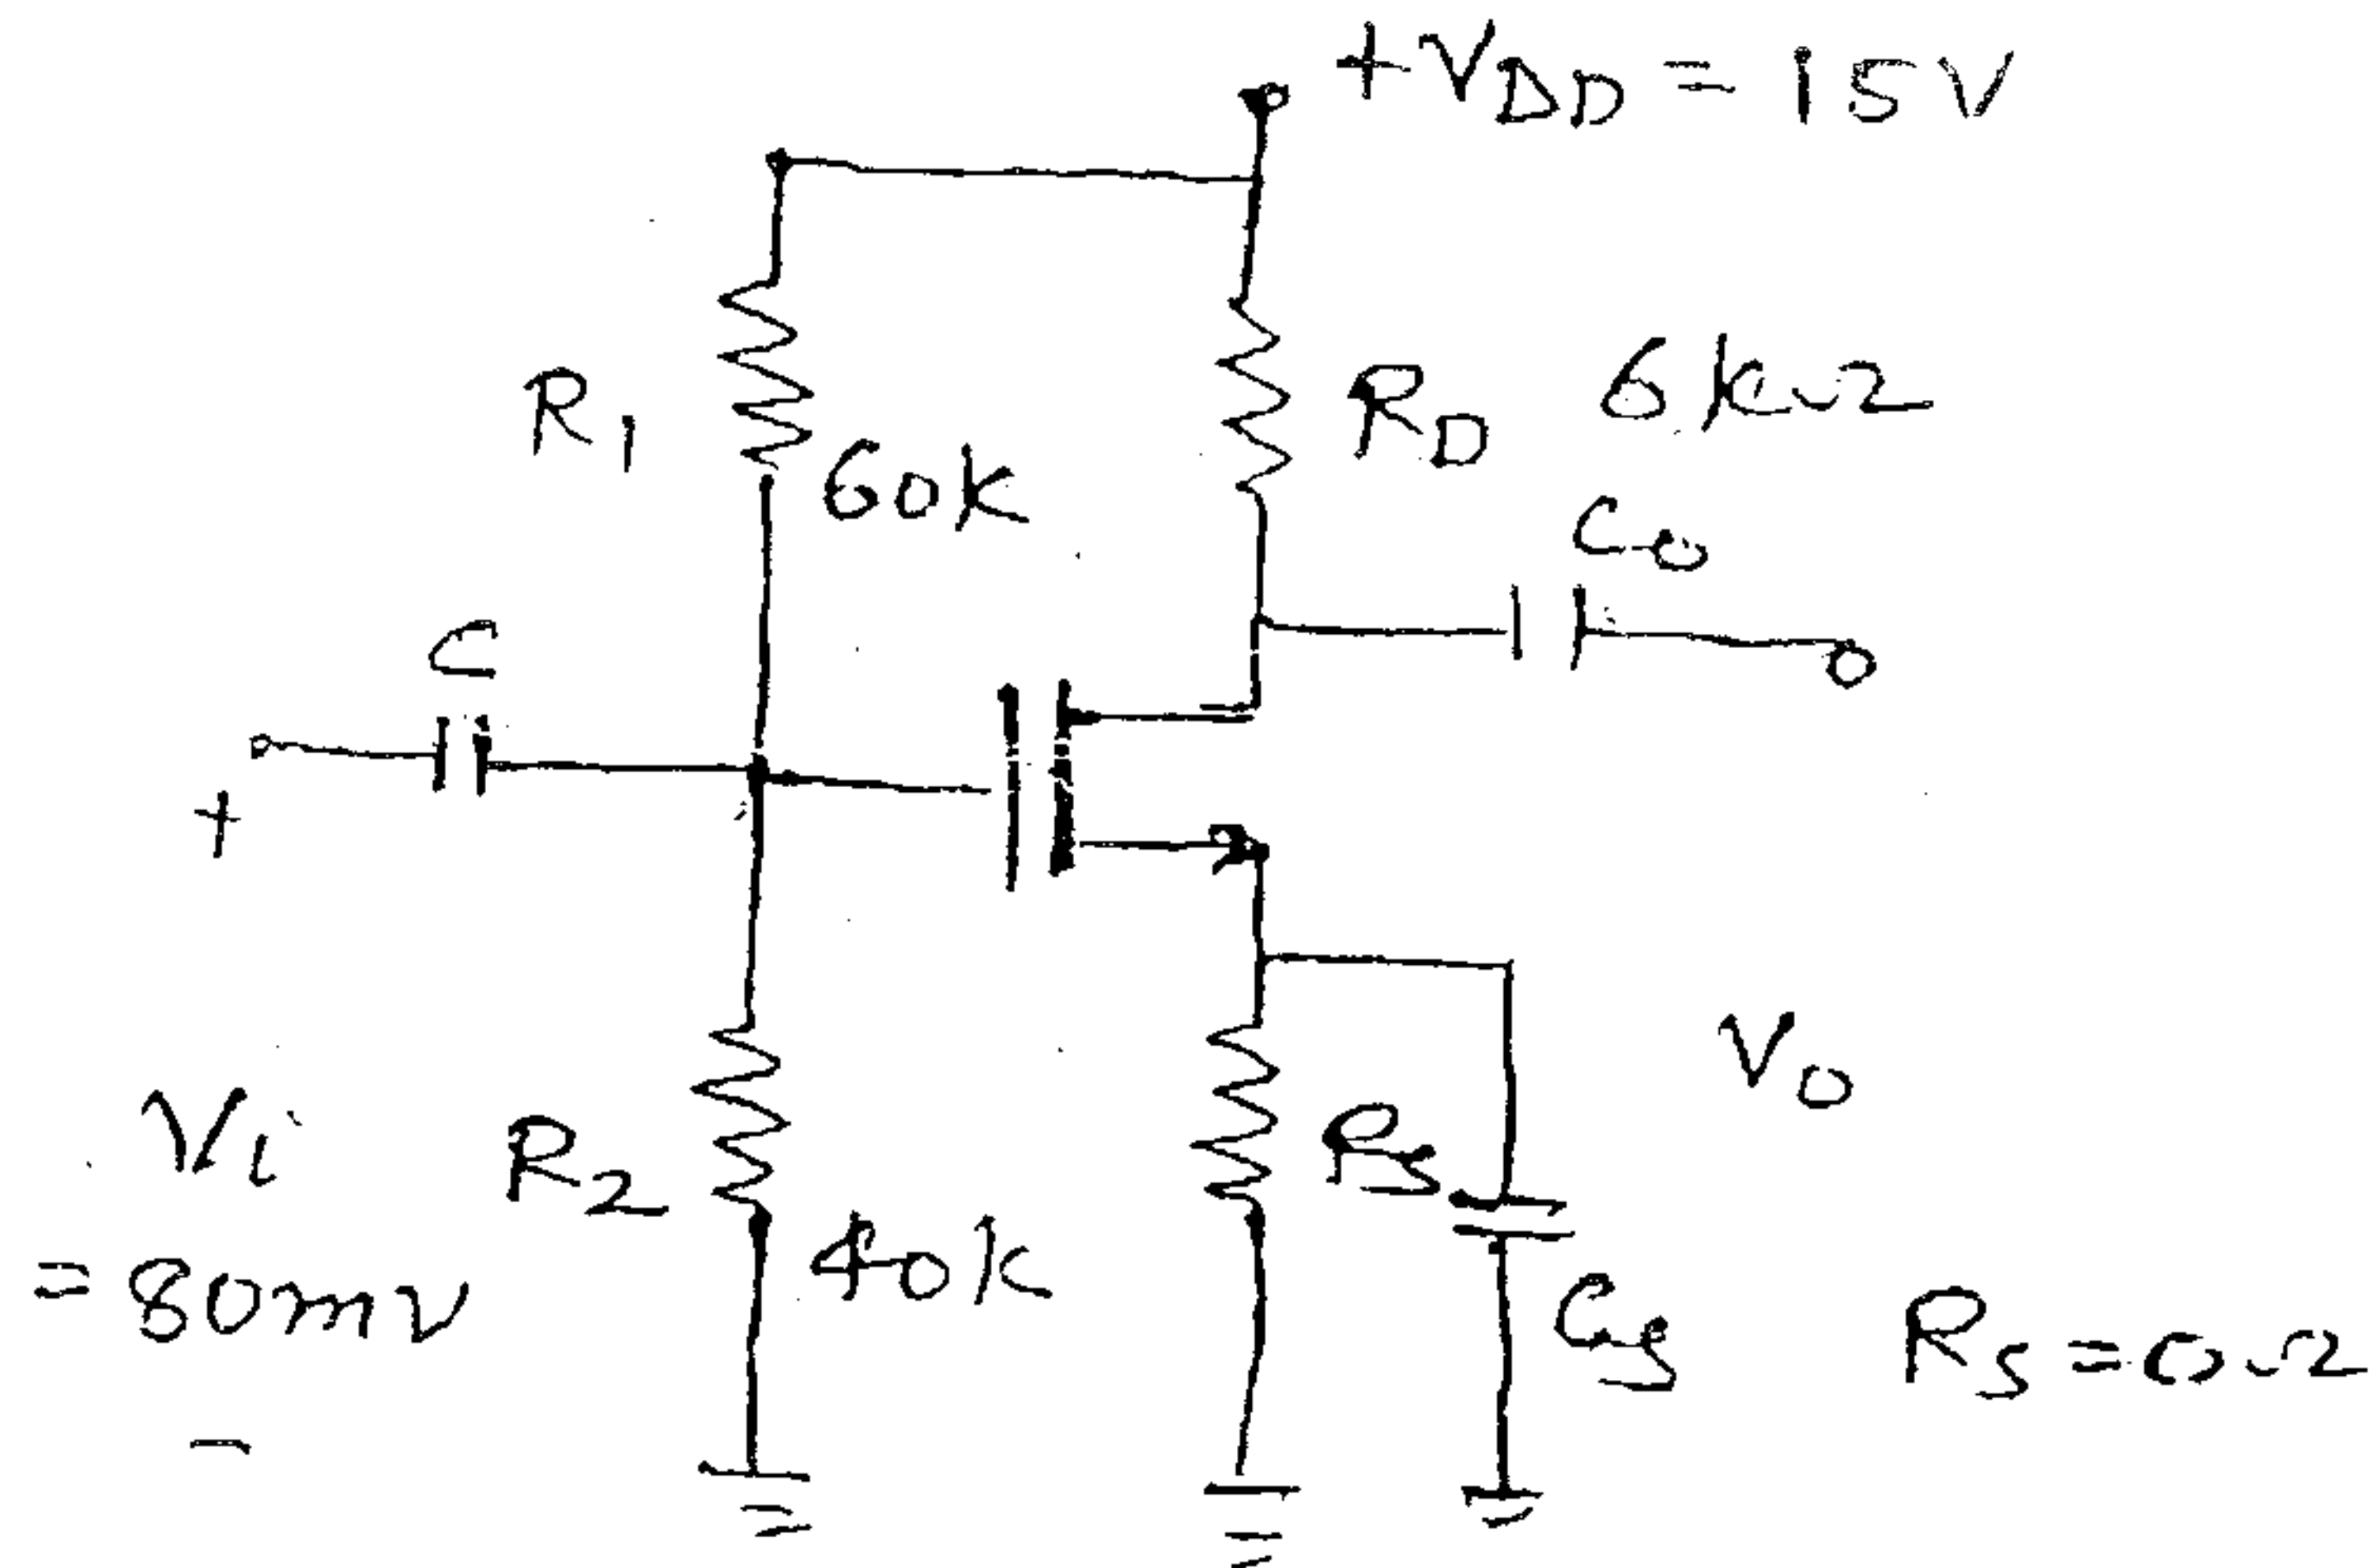 +VDD = 15V
R1
60K
RD 6kΩ
Co
C
+
Vi
= 80mV
-
R2
40K
Rs
Cs
Vo
Rs = 0Ω